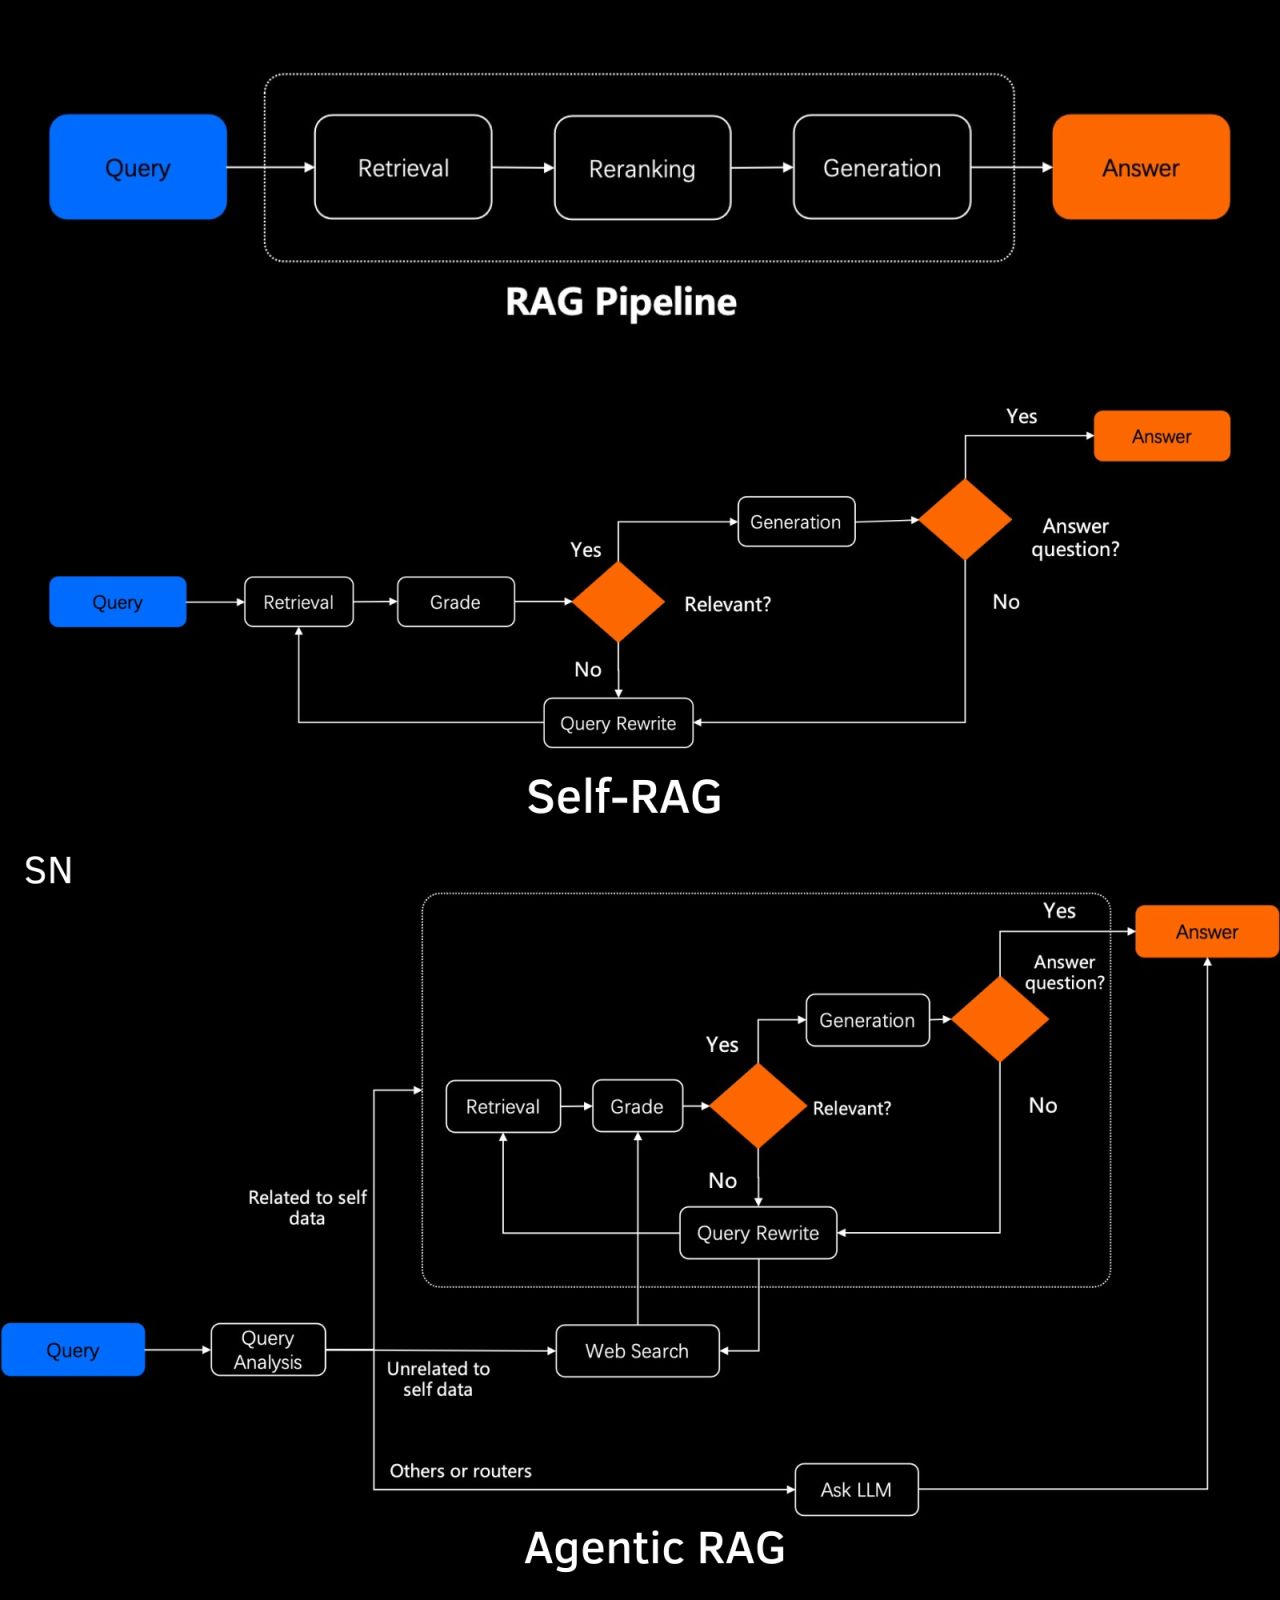 Query
Retrieval
Reranking
Generation
Answer
RAG Pipeline
Yes
Answer
Generation
Answer
question?
Yes
Query
Retrieval
Grade
Relevant?
No
No
Query Rewrite
Self-RAG
SN
Yes
Answer
Answer
question?
Generation
Yes
Retrieval
Grade
Relevant?
No
No
Related to self
data
Query Rewrite
Query
Query
Analysis
Web Search
Unrelated to
self data
Others or routers
Ask LLM
Agentic RAG